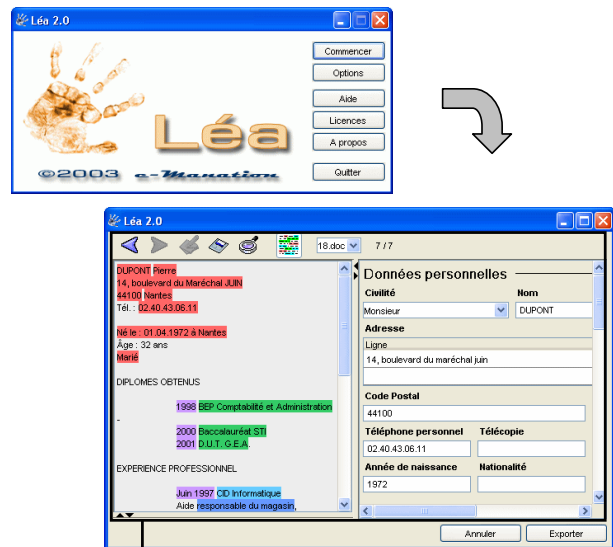 Léa 2.0
Commencer
Options
Aide
Licences
A propos
Quitter
Léa
©2003 e-Manation
Léa 2.0
18.doc 7 / 7
DUPONT Pierre
14, boulevard du Maréchal JUIN
44100 Nantes
Tél. : 02.40.43.06.11
Né le : 01.04.1972 à Nantes
Âge : 32 ans
Marié
DIPLOMES OBTENUS
1998 BEP Comptabilité et Administration
-
2000 Baccalauréat STI
2001 D.U.T. G.E.A.
EXPERIENCE PROFESSIONNEL
Juin 1997 CID Informatique
Aide responsable du magasin,
Données personnelles
Civilité Nom
Monsieur DUPONT
Adresse
Ligne
14, boulevard du maréchal juin
Code Postal
44100
Téléphone personnel Télécopie
02.40.43.06.11
Année de naissance Nationalité
1972
Annuler Exporter